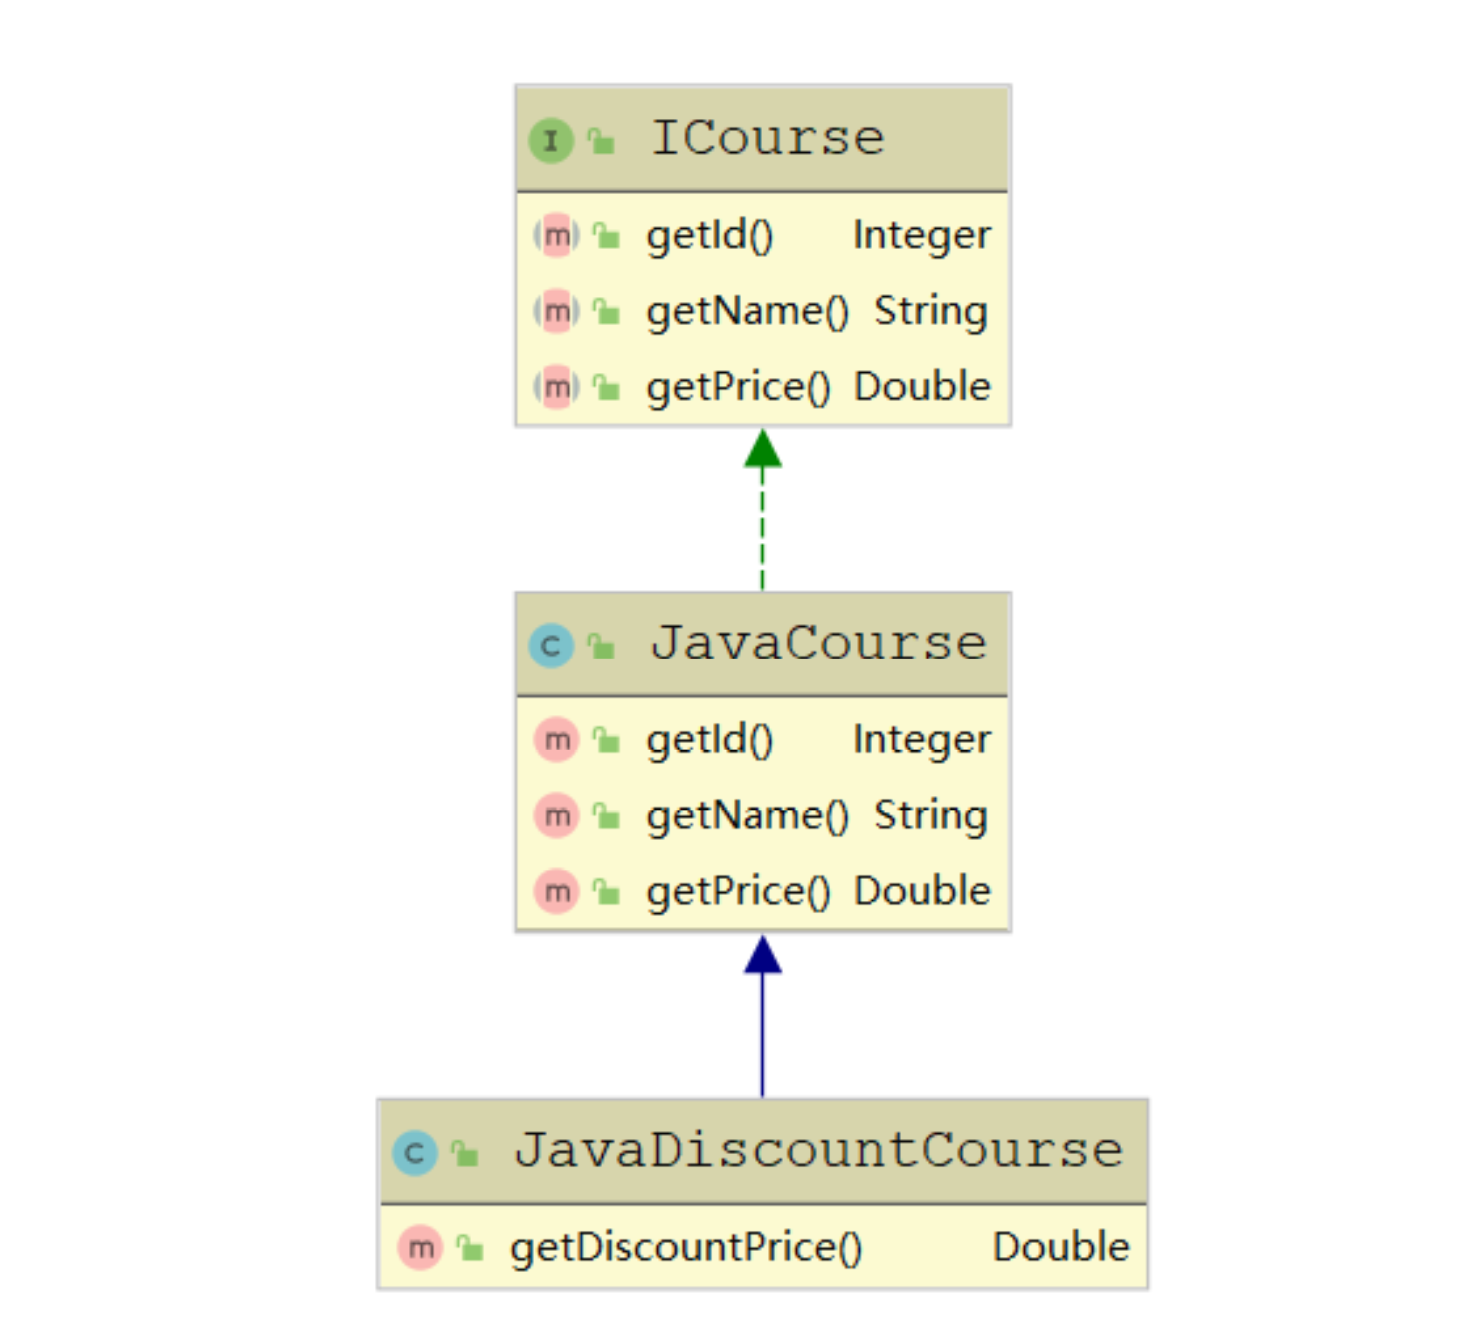 I ICourse
m getId() Integer
m getName() String
m getPrice() Double
C JavaCourse
m getId() Integer
m getName() String
m getPrice() Double
C JavaDiscountCourse
m getDiscountPrice() Double